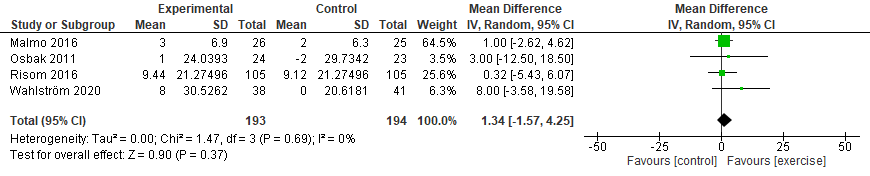 Experimental Control Mean Difference Mean Difference
Study or Subgroup Mean SD Total Mean SD Total Weight IV, Random, 95% CI IV, Random, 95% CI
Malmo 2016 3 6.9 26 2 6.3 25 64.5% 1.00 [-2.62, 4.62]
Osbak 2011 1 24.0393 24 -2 29.7342 23 3.5% 3.00 [-12.50, 18.50]
Risom 2016 9.44 21.27496 105 9.12 21.27496 105 25.6% 0.32 [-5.43, 6.07]
Wahlström 2020 8 30.5262 38 0 20.6181 41 6.3% 8.00 [-3.58, 19.58]
Total (95% CI) 193 194 100.0% 1.34 [-1.57, 4.25]
Heterogeneity: Tau² = 0.00; Chi² = 1.47, df = 3 (P = 0.69); I² = 0%
Test for overall effect: Z = 0.90 (P = 0.37)
-50 -25 0 25 50
Favours [control] Favours [exercise]